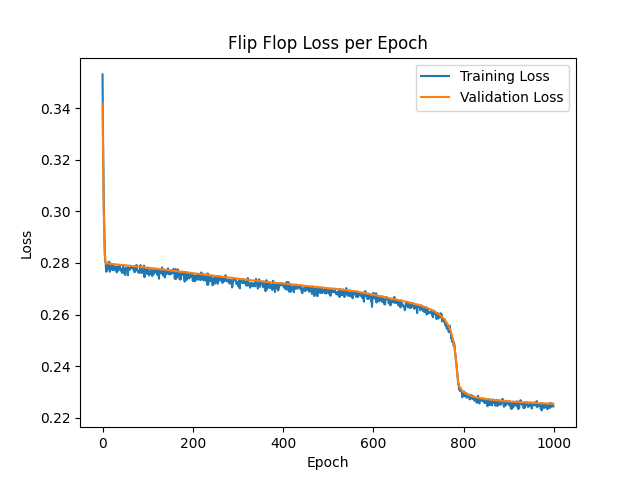 Flip Flop Loss per Epoch
Training Loss
Validation Loss
Loss
0.34
0.32
0.30
0.28
0.26
0.24
0.22
0
200
400
600
800
1000
Epoch